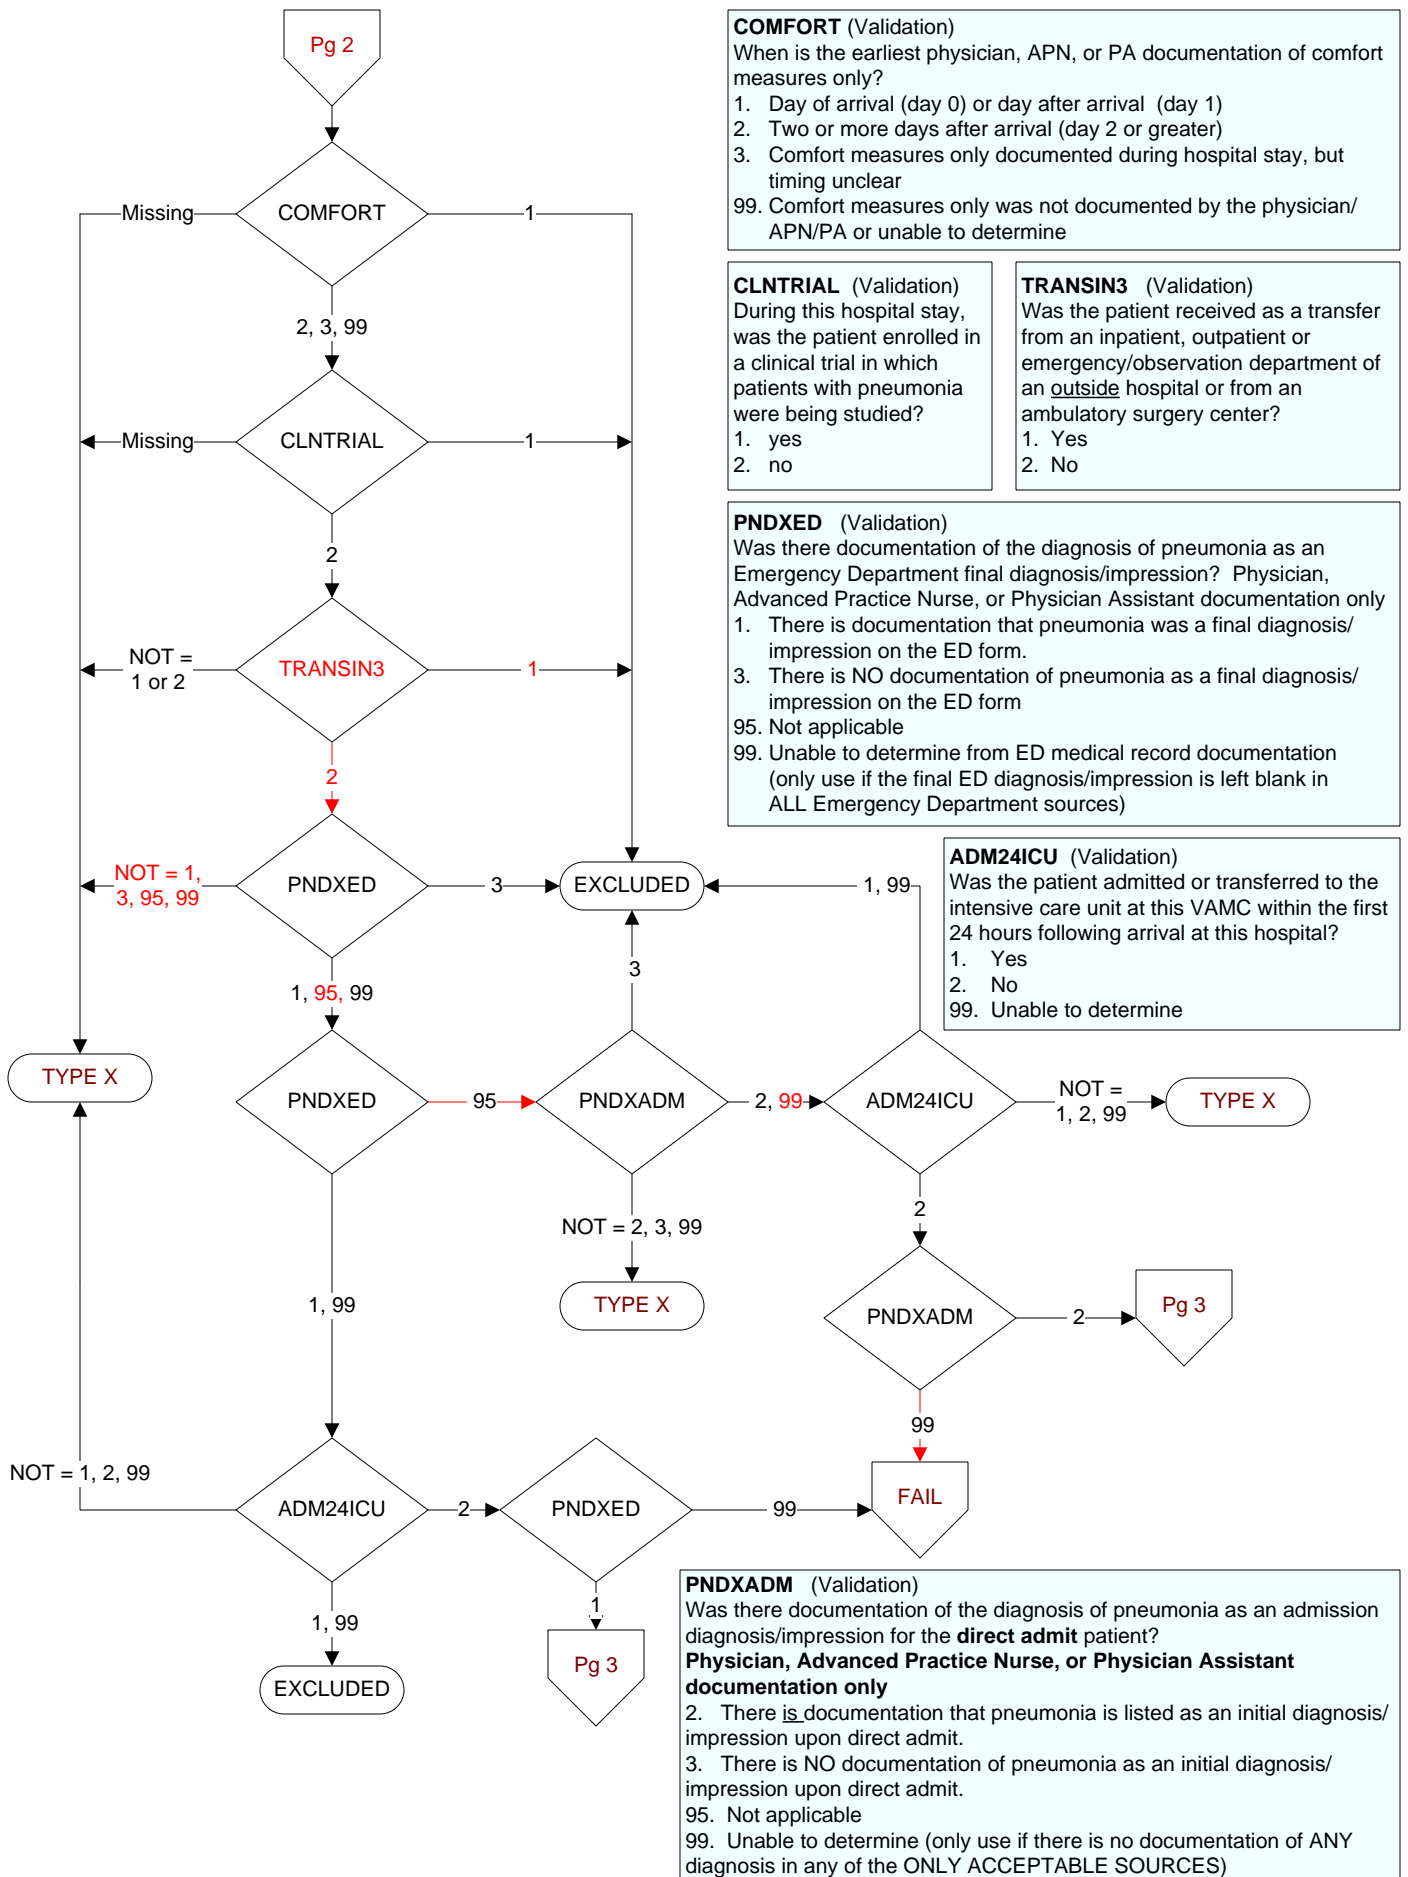 Pg 2
COMFORT (Validation)
When is the earliest physician, APN, or PA documentation of comfort
measures only?
1. Day of arrival (day 0) or day after arrival (day 1)
2. Two or more days after arrival (day 2 or greater)
3. Comfort measures only documented during hospital stay, but
timing unclear
99. Comfort measures only was not documented by the physician/
APN/PA or unable to determine
Missing
COMFORT
1
2, 3, 99
CLNTRIAL (Validation)
During this hospital stay,
was the patient enrolled in
a clinical trial in which
patients with pneumonia
were being studied?
1. yes
2. no
TRANSIN3 (Validation)
Was the patient received as a transfer
from an inpatient, outpatient or
emergency/observation department of
an outside hospital or from an
ambulatory surgery center?
1. Yes
2. No
Missing
CLNTRIAL
1
2
PNDXED (Validation)
Was there documentation of the diagnosis of pneumonia as an
Emergency Department final diagnosis/impression? Physician,
Advanced Practice Nurse, or Physician Assistant documentation only
1. There is documentation that pneumonia was a final diagnosis/
impression on the ED form.
3. There is NO documentation of pneumonia as a final diagnosis/
impression on the ED form
95. Not applicable
99. Unable to determine from ED medical record documentation
(only use if the final ED diagnosis/impression is left blank in
ALL Emergency Department sources)
NOT =
1 or 2
TRANSIN3
1
2
NOT = 1,
3, 95, 99
PNDXED
3
EXCLUDED
1, 99
ADM24ICU (Validation)
Was the patient admitted or transferred to the
intensive care unit at this VAMC within the first
24 hours following arrival at this hospital?
1. Yes
2. No
99. Unable to determine
1, 95, 99
3
TYPE X
PNDXED
95
PNDXADM
2, 99
ADM24ICU
NOT =
1, 2, 99
TYPE X
NOT = 2, 3, 99
2
TYPE X
1, 99
PNDXADM
2
Pg 3
99
NOT = 1, 2, 99
ADM24ICU
2
PNDXED
99
FAIL
1, 99
1
EXCLUDED
Pg 3
PNDXADM (Validation)
Was there documentation of the diagnosis of pneumonia as an admission
diagnosis/impression for the direct admit patient?
Physician, Advanced Practice Nurse, or Physician Assistant
documentation only
2. There is documentation that pneumonia is listed as an initial diagnosis/
impression upon direct admit.
3. There is NO documentation of pneumonia as an initial diagnosis/
impression upon direct admit.
95. Not applicable
99. Unable to determine (only use if there is no documentation of ANY
diagnosis in any of the ONLY ACCEPTABLE SOURCES)